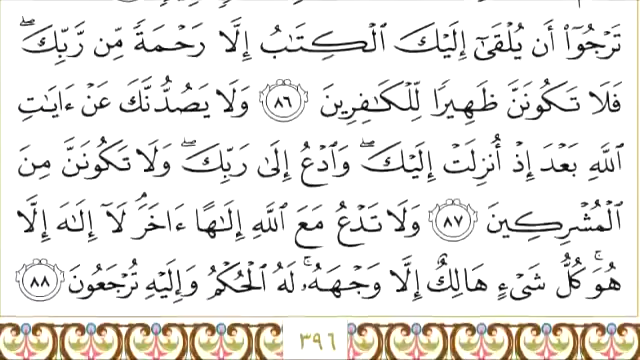 تَرْجُوٓا۟ أَن يُلْقَىٰٓ إِلَيْكَ ٱلْكِتَٰبُ إِلَّا رَحْمَةً مِّن رَّبِّكَ ۖ
فَلَا تَكُونَنَّ ظَهِيرًا لِّلْكَٰفِرِينَ ٨٦ وَلَا يَصُدُّنَّكَ عَنْ ءَايَٰتِ
ٱللَّهِ بَعْدَ إِذْ أُنزِلَتْ إِلَيْكَ ۖ وَٱدْعُ إِلَىٰ رَبِّكَ ۖ وَلَا تَكُونَنَّ مِنَ
ٱلْمُشْرِكِينَ ٨٧ وَلَا تَدْعُ مَعَ ٱللَّهِ إِلَٰهًا ءَاخَرَ ۘ لَآ إِلَٰهَ إِلَّا
هُوَ ۚ كُلُّ شَىْءٍ هَالِكٌ إِلَّا وَجْهَهُۥ ۚ لَهُ ٱلْحُكْمُ وَإِلَيْهِ تُرْجَعُونَ ٨٨
٣٩٦